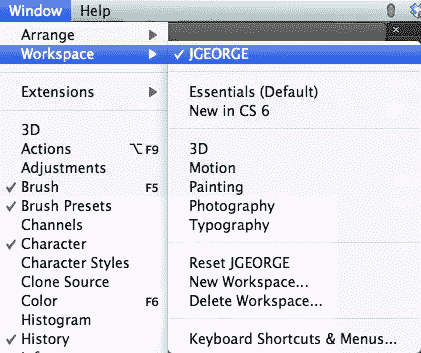 Window Help
Arrange
Workspace
Extensions
3D
Actions ⌥F9
Adjustments
✓ Brush F5
✓ Brush Presets
Channels
✓ Character
Character Styles
Clone Source
Color F6
Histogram
✓ History
✓ JGEORGE
Essentials (Default)
New in CS 6
3D
Motion
Painting
Photography
Typography
Reset JGEORGE
New Workspace...
Delete Workspace...
Keyboard Shortcuts & Menus...